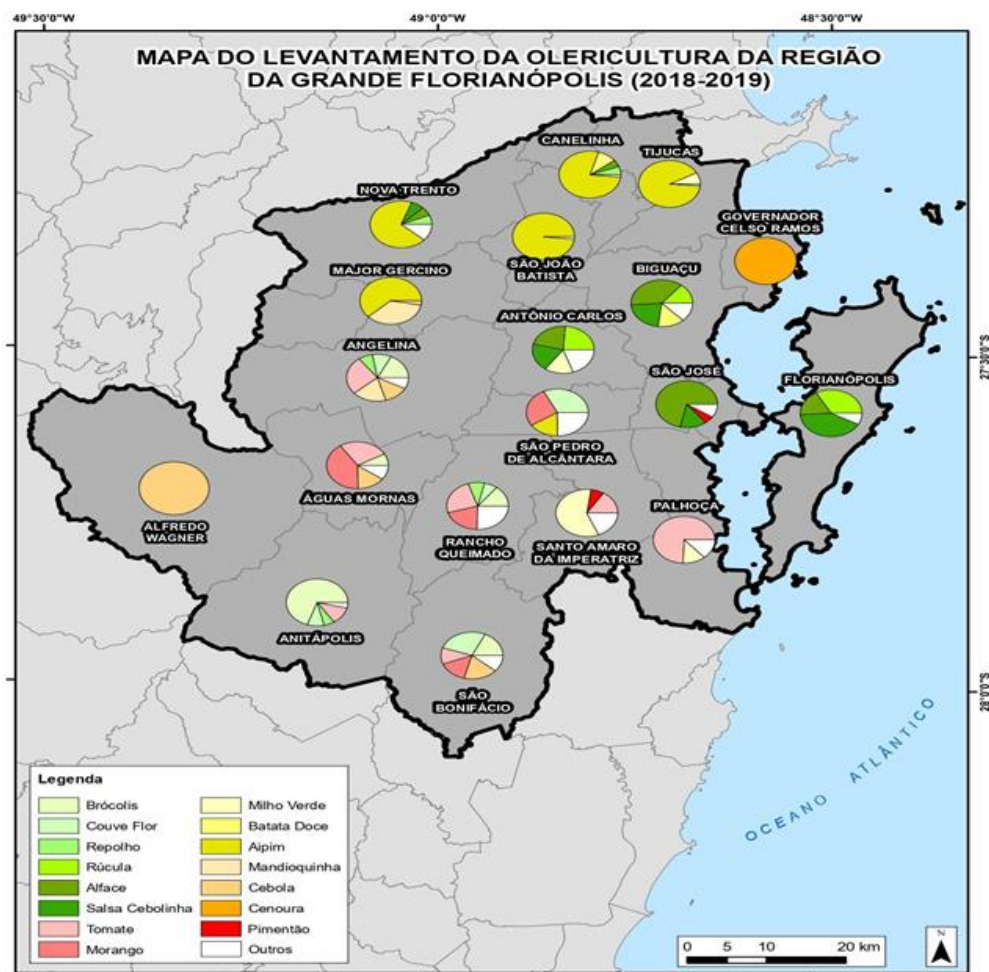 49°30'0"W
49°0'0"W
48°30'0"W
MAPA DO LEVANTAMENTO DA OLERICULTURA DA REGIÃO
DA GRANDE FLORIANÓPOLIS (2018-2019)
CANELINHA
TIJUCAS
NOVA TRENTO
GOVERNADOR
CELSO RAMOS
SÃO JOÃO
BATISTA
MAJOR GERCINO
BIGUAÇU
ANTÔNIO CARLOS
ANGELINA
27°30'0"S
SÃO JOSÉ
FLORIANÓPOLIS
SÃO PEDRO
DE ALCÂNTARA
ÁGUAS MORNAS
ALFREDO
WAGNER
RANCHO
QUEIMADO
SANTO AMARO
DA IMPERATRIZ
PALHOÇA
ANITÁPOLIS
28°0'0"S
SÃO
BONIFÁCIO
OCEANO ATLÂNTICO
Legenda
Brócolis
Couve Flor
Repolho
Rúcula
Alface
Salsa Cebolinha
Tomate
Morango
Milho Verde
Batata Doce
Aipim
Mandioquinha
Cebola
Cenoura
Pimentão
Outros
0 5 10 20 km
N